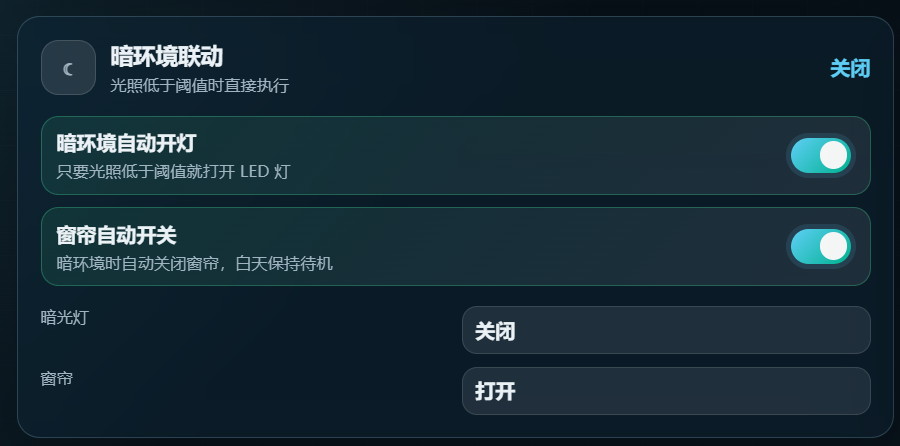 暗环境联动
关闭
光照低于阈值时直接执行
暗环境自动开灯
只要光照低于阈值就打开 LED 灯
窗帘自动开关
暗环境时自动关闭窗帘，白天保持待机
暗光灯
关闭
窗帘
打开